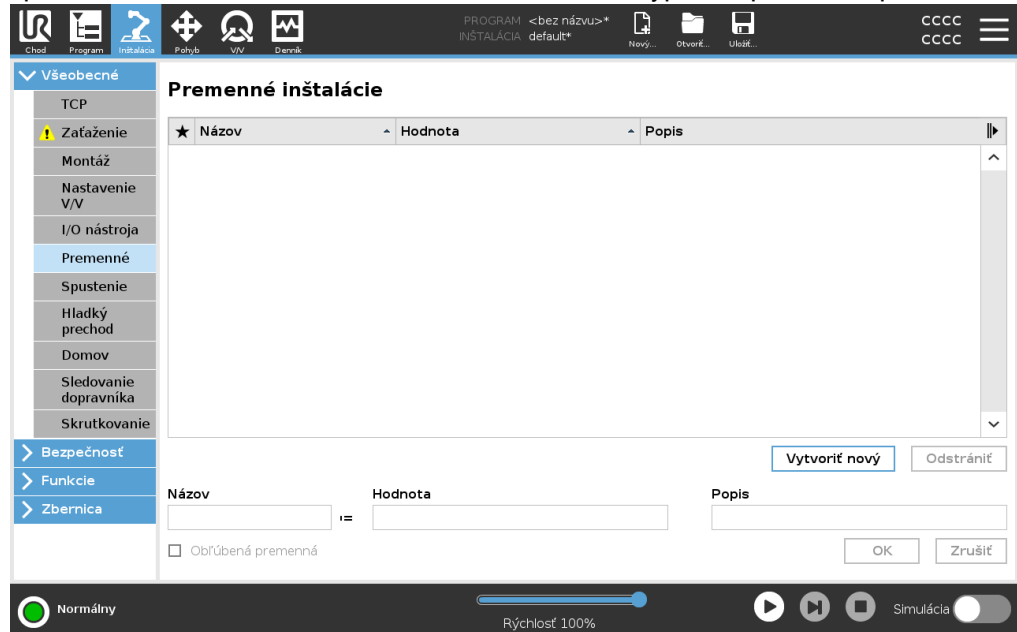 PROGRAM <bez názvu>*
INŠTALÁCIA default*
Chod
Program
Inštalácia
Pohyb
V/V
Denník
Nový...
Otvoriť...
Uložiť...
CCCC
CCCC
Všeobecné
TCP
Zaťaženie
Montáž
Nastavenie
V/V
I/O nástroja
Premenné
Spustenie
Hladký
prechod
Domov
Sledovanie
dopravníka
Skrutkovanie
Bezpečnosť
Funkcie
Zbernica
Premenné inštalácie
Názov Hodnota Popis
Vytvoriť nový Odstrániť
Názov Hodnota Popis
:=
Obľúbená premenná
OK Zrušiť
Normálny
Rýchlosť 100%
Simulácia